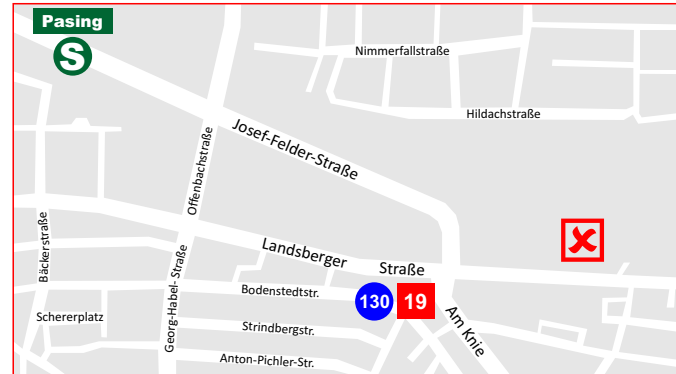 Pasing
S
Nimmerfallstraße
Hildachstraße
Josef-Felder-Straße
Offenbachstraße
Landsberger Straße
Bäckerstraße
Georg-Habel-Straße
Bodenstedtstr.
130
19
Am Knie
Schererplatz
Strindbergstr.
Anton-Pichler-Str.